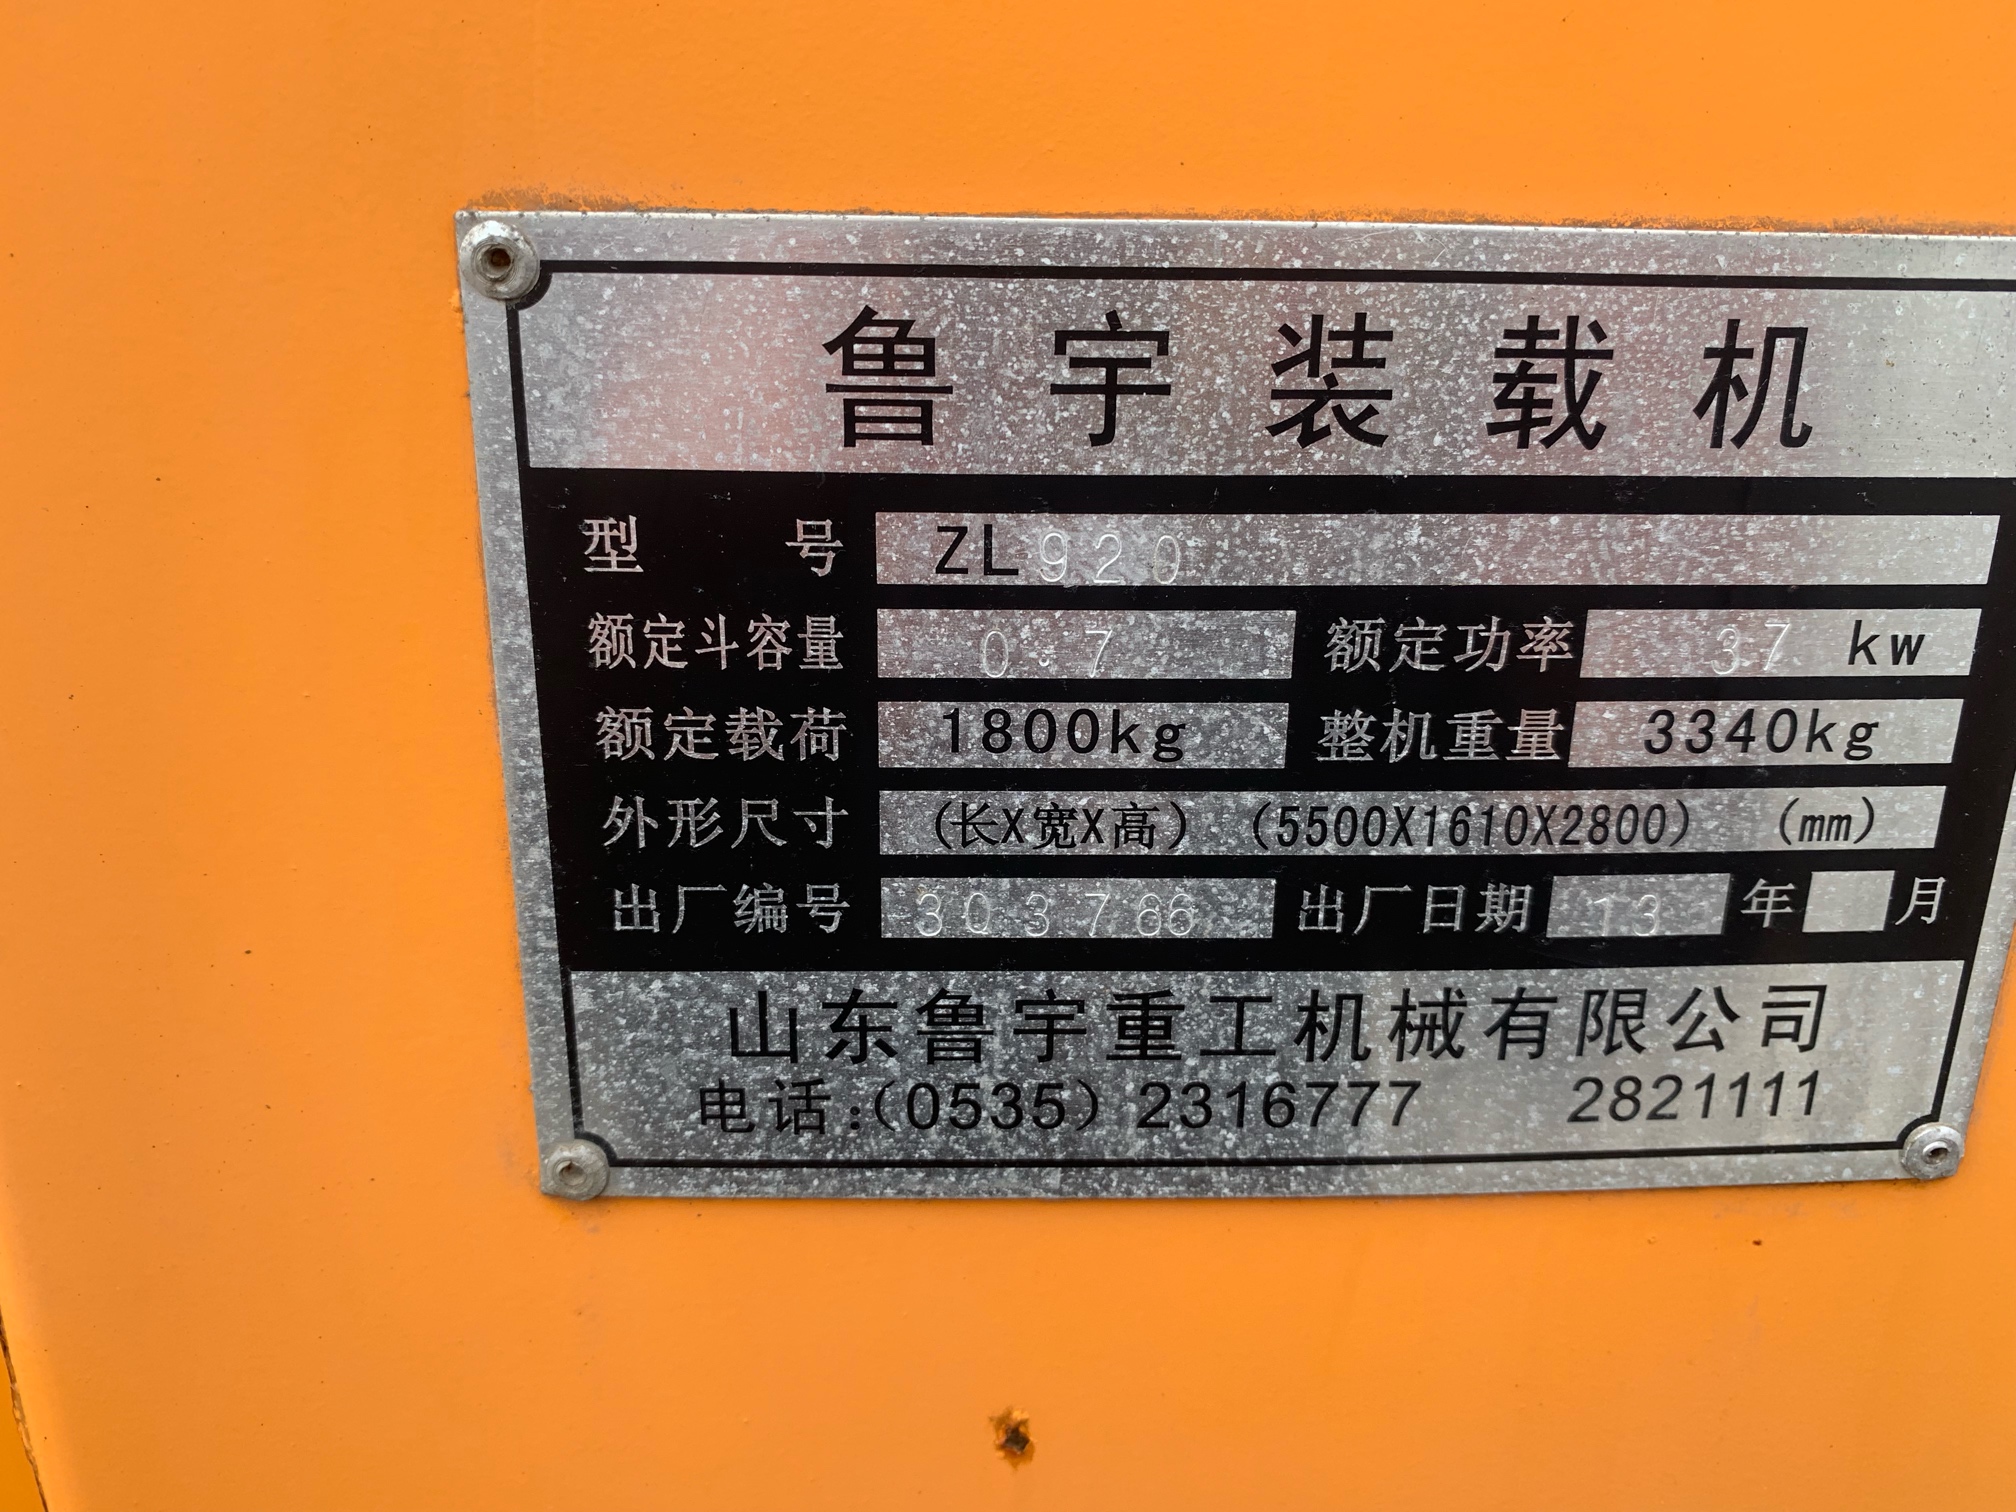 鲁宇装载机
型号 ZL920
额定斗容量 0.7 额定功率 37 kw
额定载荷 1800kg 整机重量 3340kg
外形尺寸 (长X宽X高) (5500X1610X2800) (mm)
出厂编号 303766 出厂日期 13 年 月
山东鲁宇重工机械有限公司
电话:(0535) 2316777 2821111